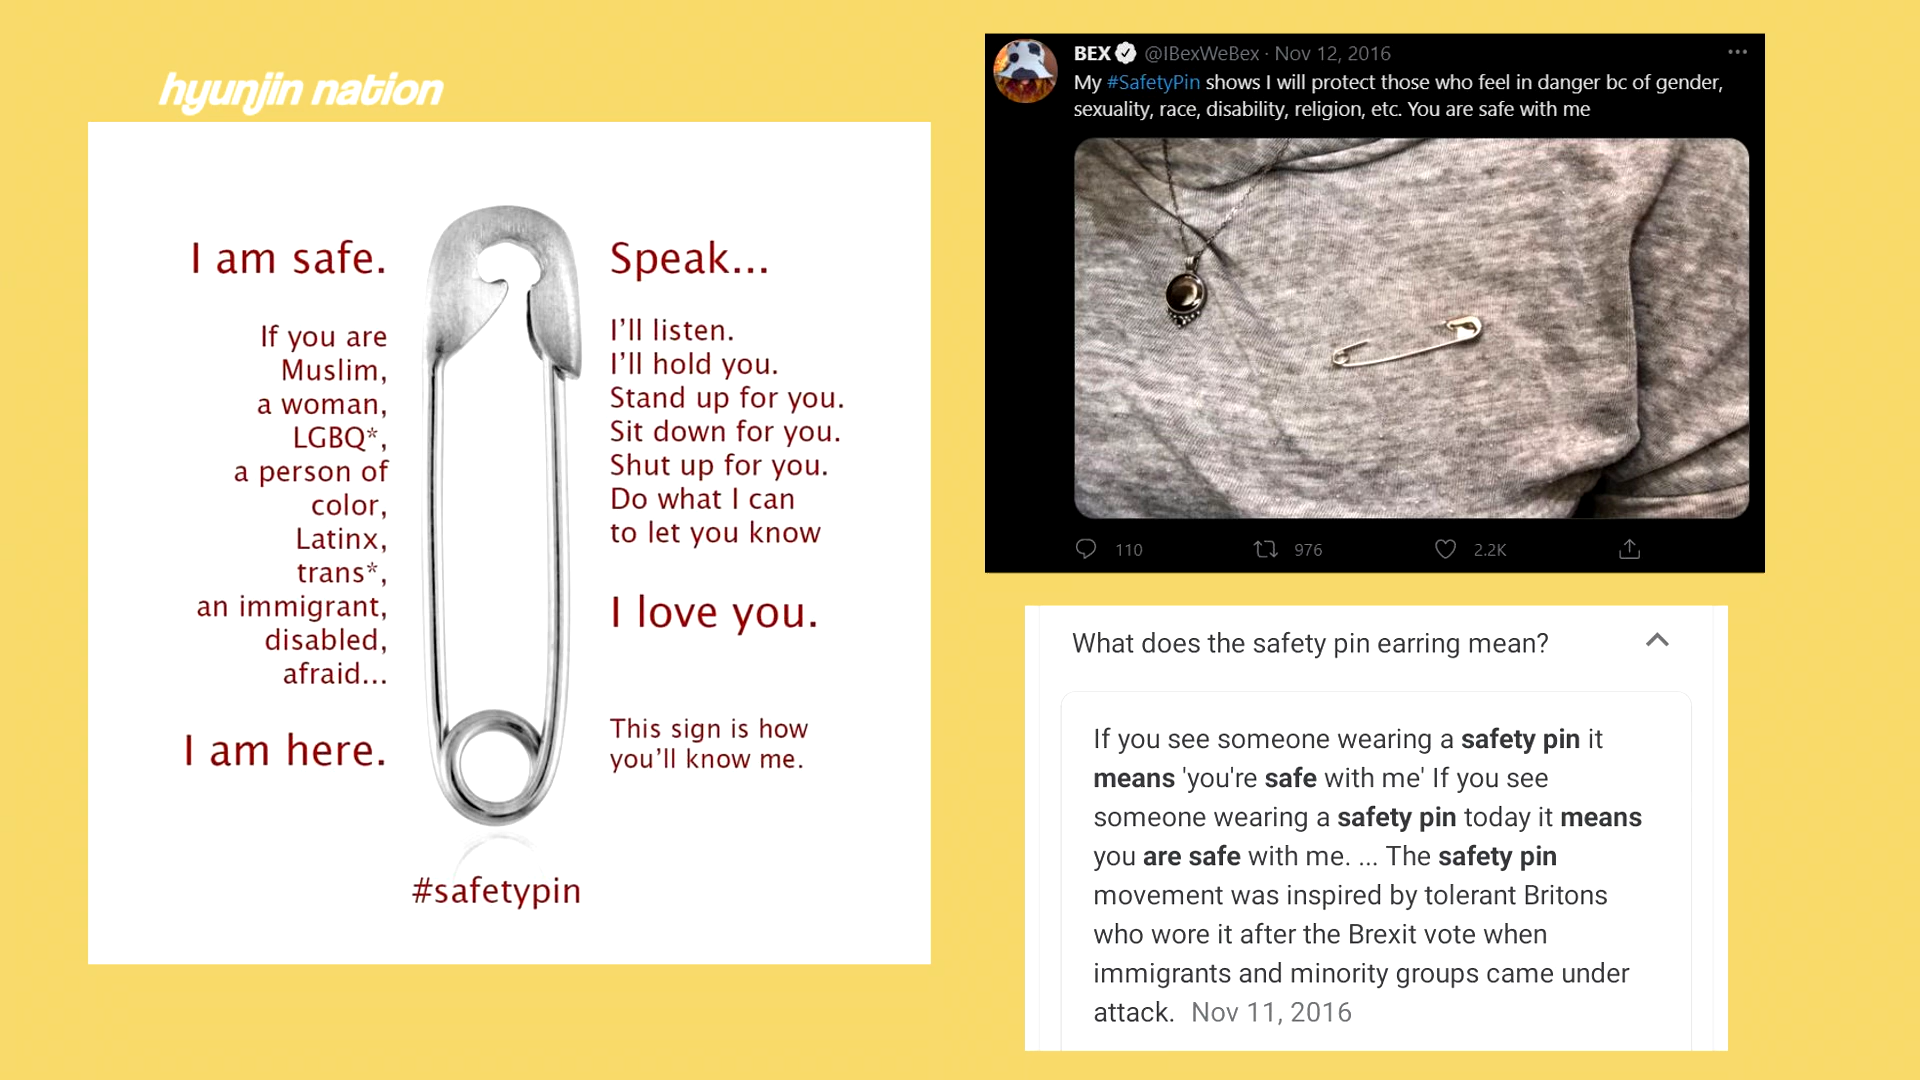 hyunjin nation
I am safe.
If you are
Muslim,
a woman,
LGBQ*,
a person of
color,
Latinx,
trans*,
an immigrant,
disabled,
afraid...
I am here.
Speak...
I'll listen.
I'll hold you.
Stand up for you.
Sit down for you.
Shut up for you.
Do what I can
to let you know
I love you.
This sign is how
you'll know me.
#safetypin
BEX @IBexWeBex · Nov 12, 2016
My #SafetyPin shows I will protect those who feel in danger bc of gender,
sexuality, race, disability, religion, etc. You are safe with me
110 976 2.2K
What does the safety pin earring mean?
If you see someone wearing a safety pin it
means 'you're safe with me' If you see
someone wearing a safety pin today it means
you are safe with me. ... The safety pin
movement was inspired by tolerant Britons
who wore it after the Brexit vote when
immigrants and minority groups came under
attack. Nov 11, 2016